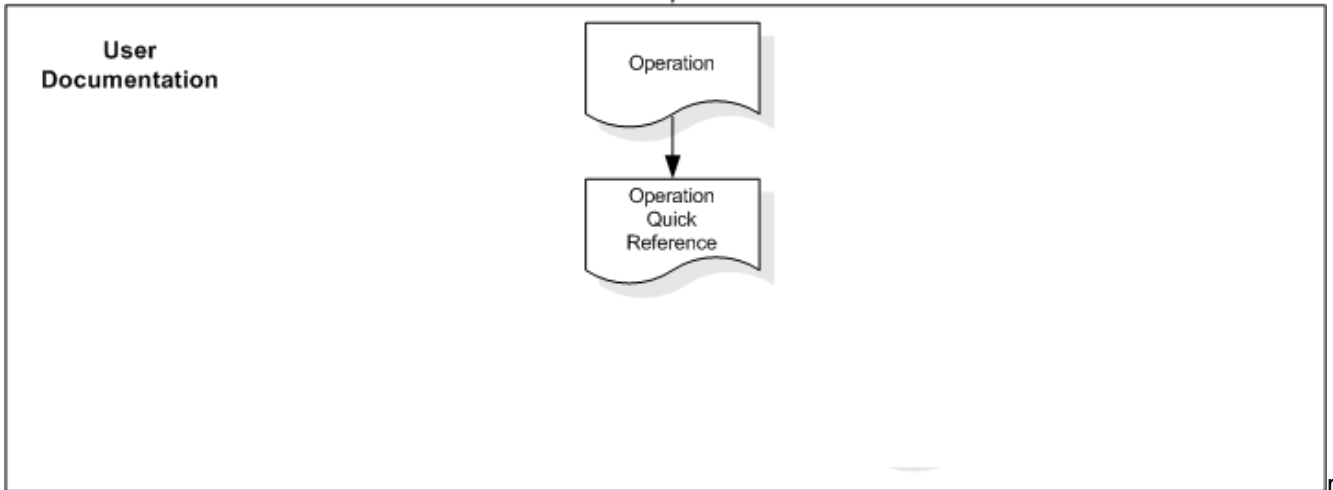 User
Documentation
Operation
Operation
Quick
Reference